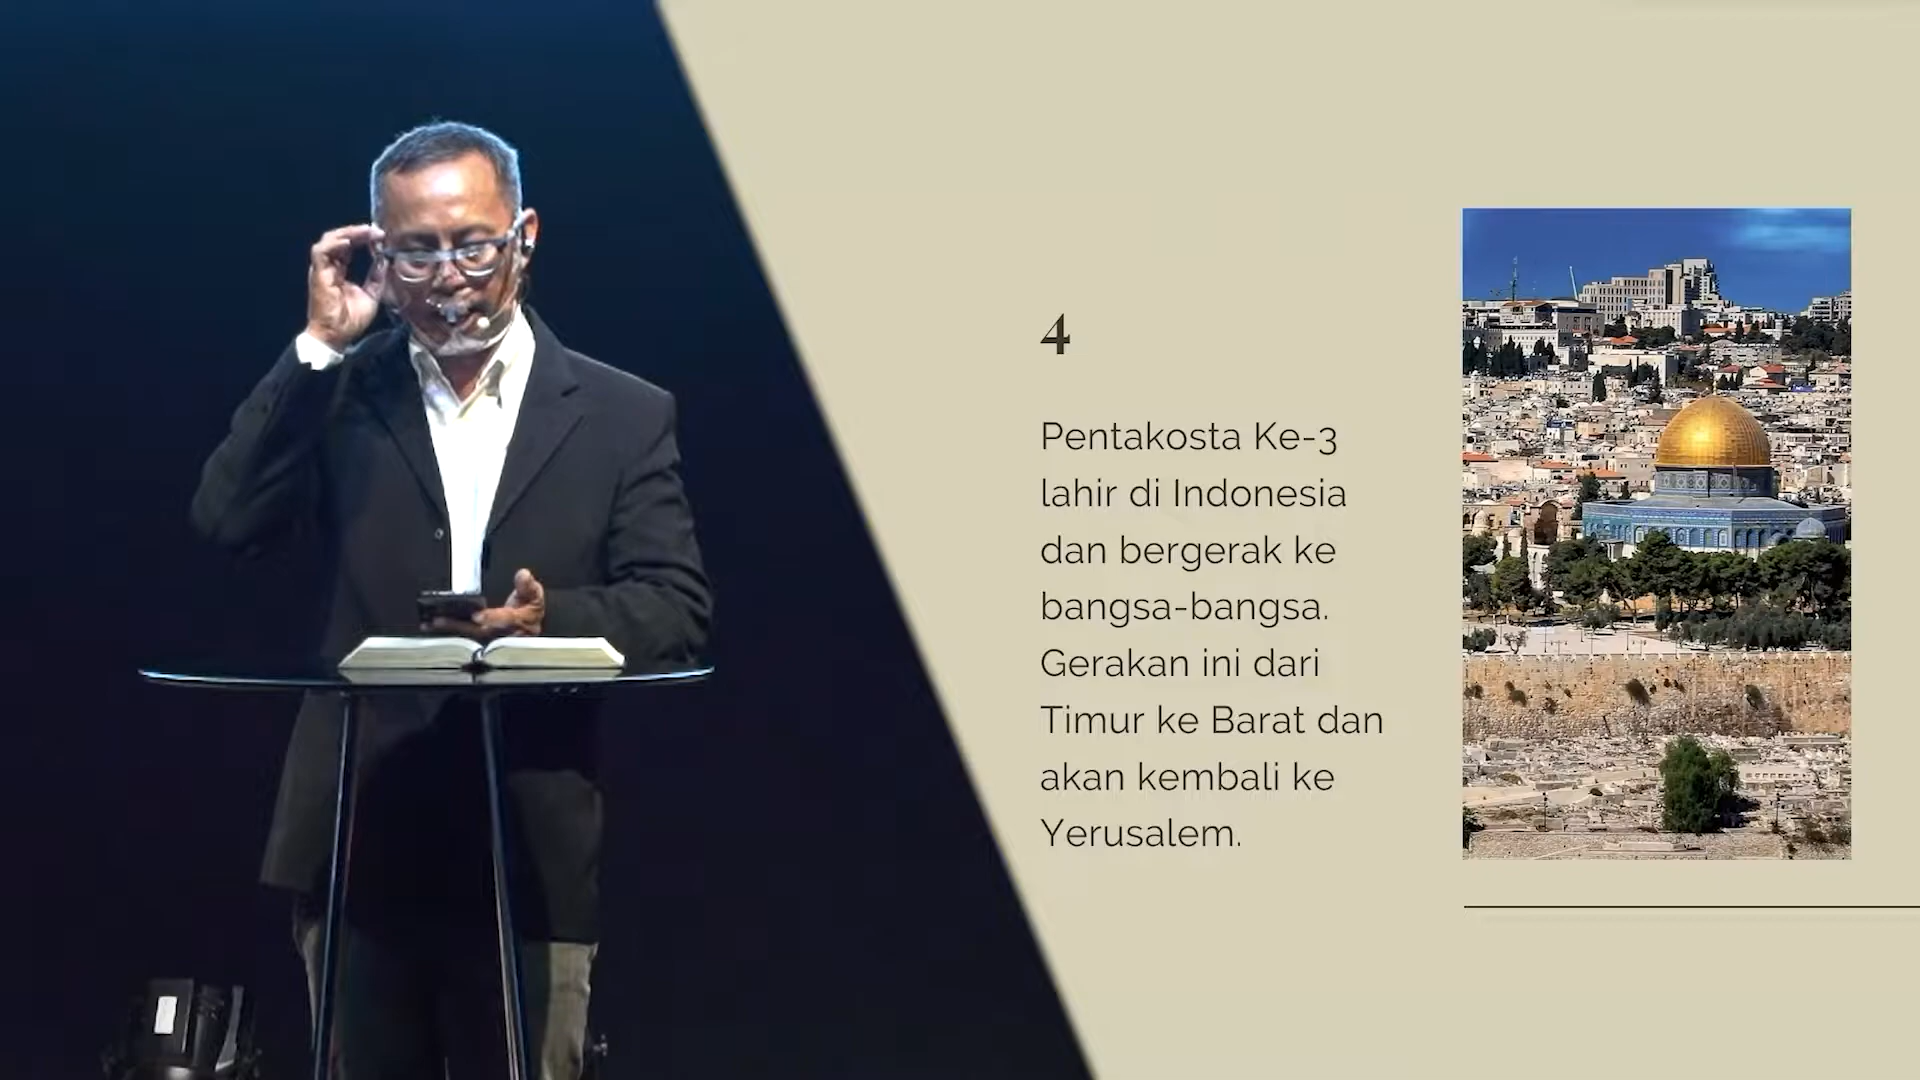 4
Pentakosta Ke-3
lahir di Indonesia
dan bergerak ke
bangsa-bangsa.
Gerakan ini dari
Timur ke Barat dan
akan kembali ke
Yerusalem.